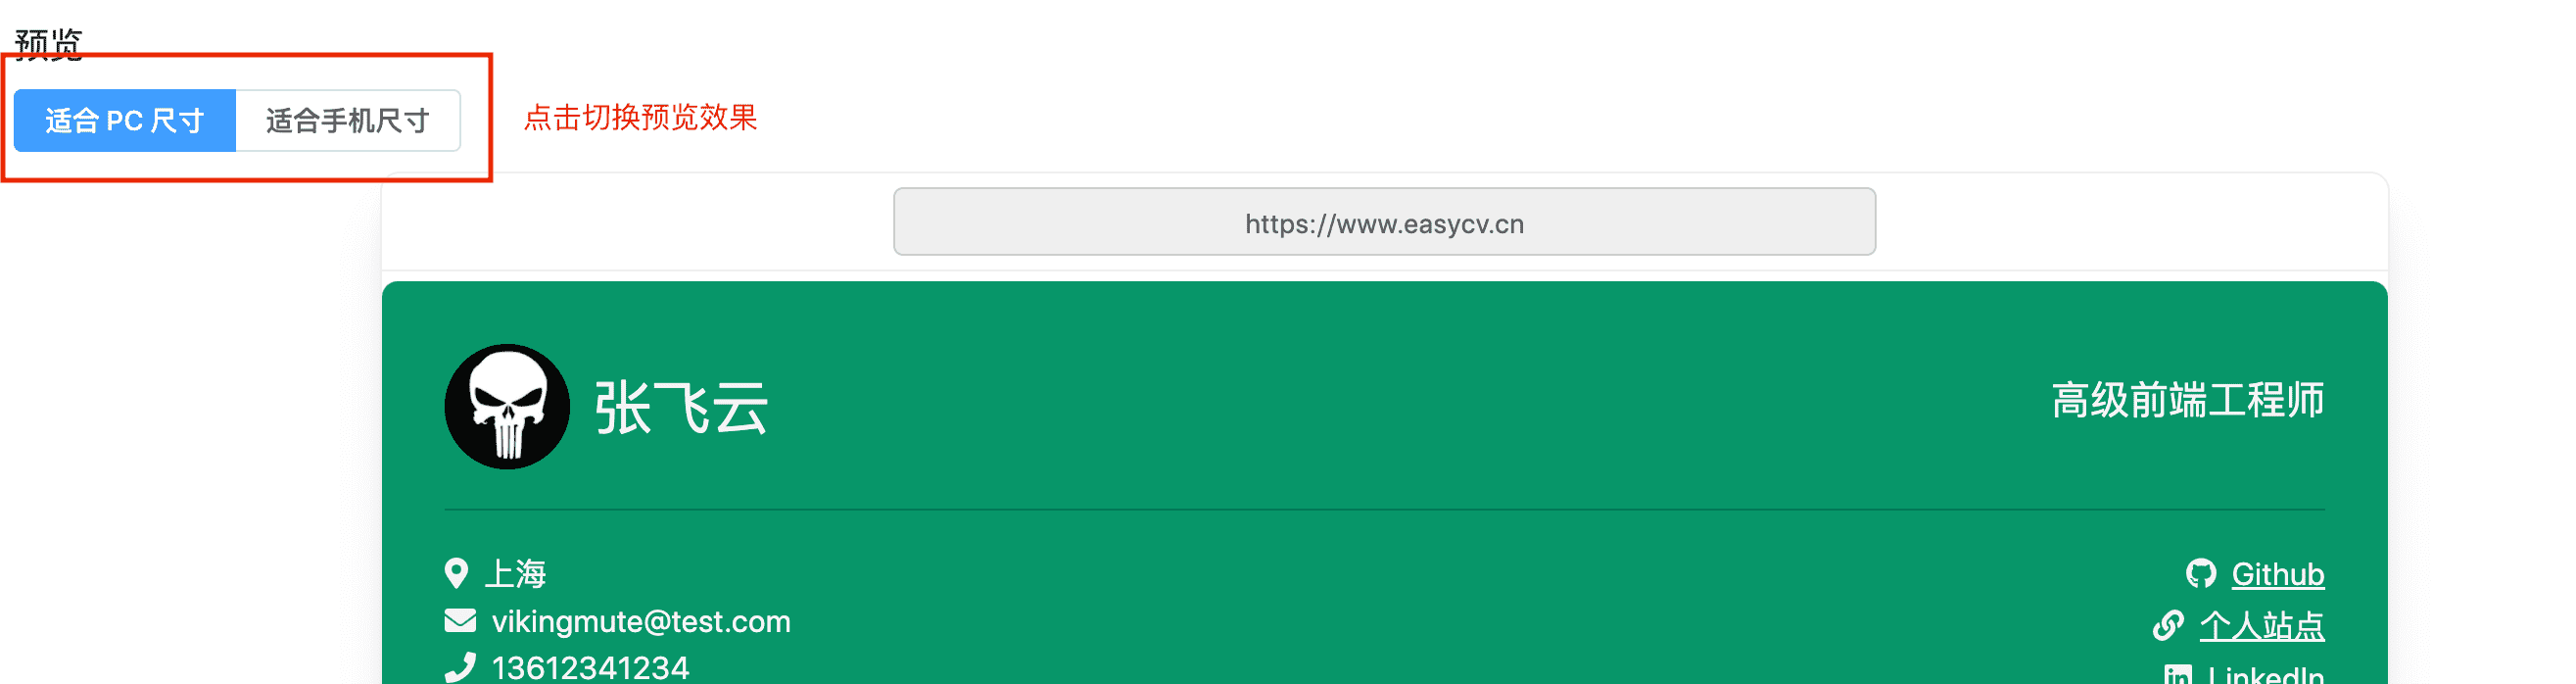 预览
适合 PC 尺寸 适合手机尺寸 点击切换预览效果
https://www.easycv.cn
张飞云 高级前端工程师
上海 Github
vikingmute@test.com 个人站点
13612341234 LinkedIn